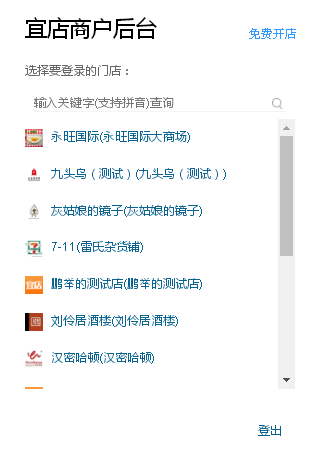 宜店商户后台
免费开店
选择要登录的门店：
输入关键字(支持拼音)查询
永旺国际(永旺国际大商场)
九头鸟（测试）(九头鸟（测试）)
灰姑娘的镜子(灰姑娘的镜子)
7-11(雷氏杂货铺)
宜店
鹏举的测试店(鹏举的测试店)
刘伶居酒楼(刘伶居酒楼)
汉密哈顿(汉密哈顿)
登出